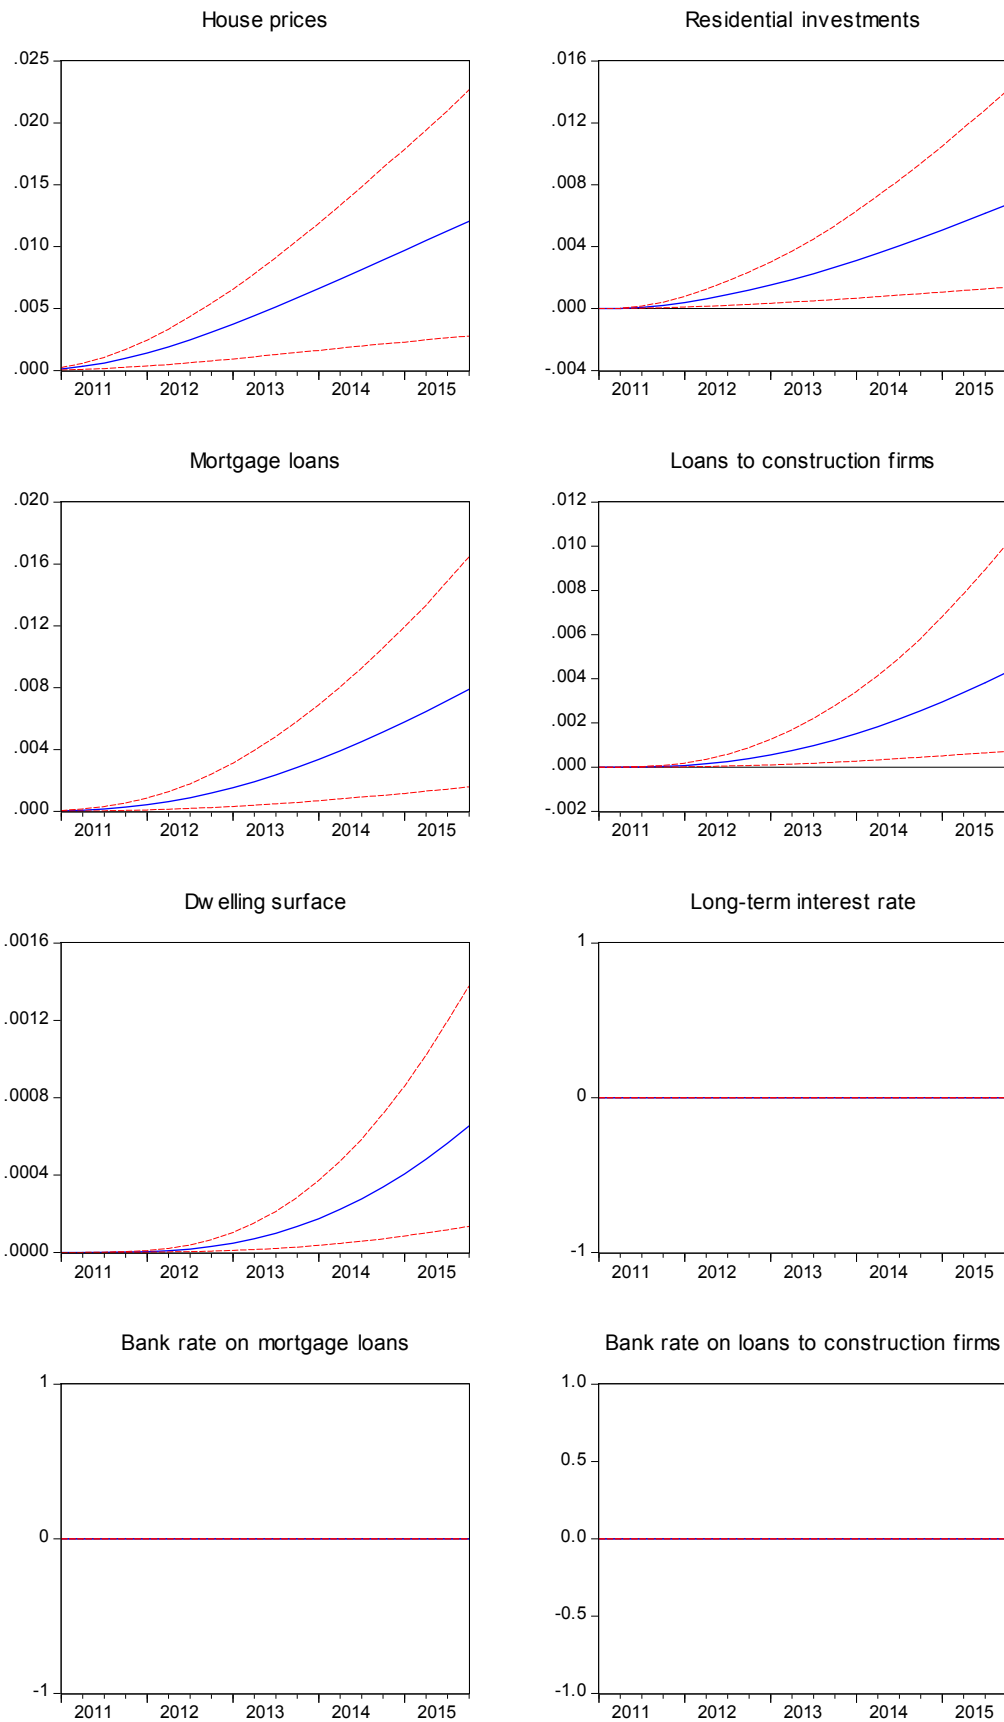 House prices
.025
.020
.015
.010
.005
.000
2011 2012 2013 2014 2015
Residential investments
.016
.012
.008
.004
.000
-.004
2011 2012 2013 2014 2015
Mortgage loans
.020
.016
.012
.008
.004
.000
2011 2012 2013 2014 2015
Loans to construction firms
.012
.010
.008
.006
.004
.002
.000
-.002
2011 2012 2013 2014 2015
Dwelling surface
.0016
.0012
.0008
.0004
.0000
2011 2012 2013 2014 2015
Long-term interest rate
1
0
-1
2011 2012 2013 2014 2015
Bank rate on mortgage loans
1
0
-1
2011 2012 2013 2014 2015
Bank rate on loans to construction firms
1.0
0.5
0.0
-0.5
-1.0
2011 2012 2013 2014 2015